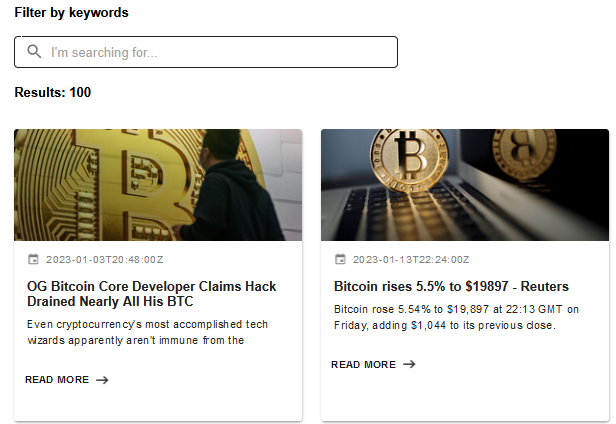 Filter by keywords
I'm searching for...
Results: 100
2023-01-03T20:48:00Z
OG Bitcoin Core Developer Claims Hack
Drained Nearly All His BTC
Even cryptocurrency's most accomplished tech
wizards apparently aren't immune from the
READ MORE
2023-01-13T22:24:00Z
Bitcoin rises 5.5% to $19897 - Reuters
Bitcoin rose 5.54% to $19,897 at 22:13 GMT on
Friday, adding $1,044 to its previous close.
READ MORE